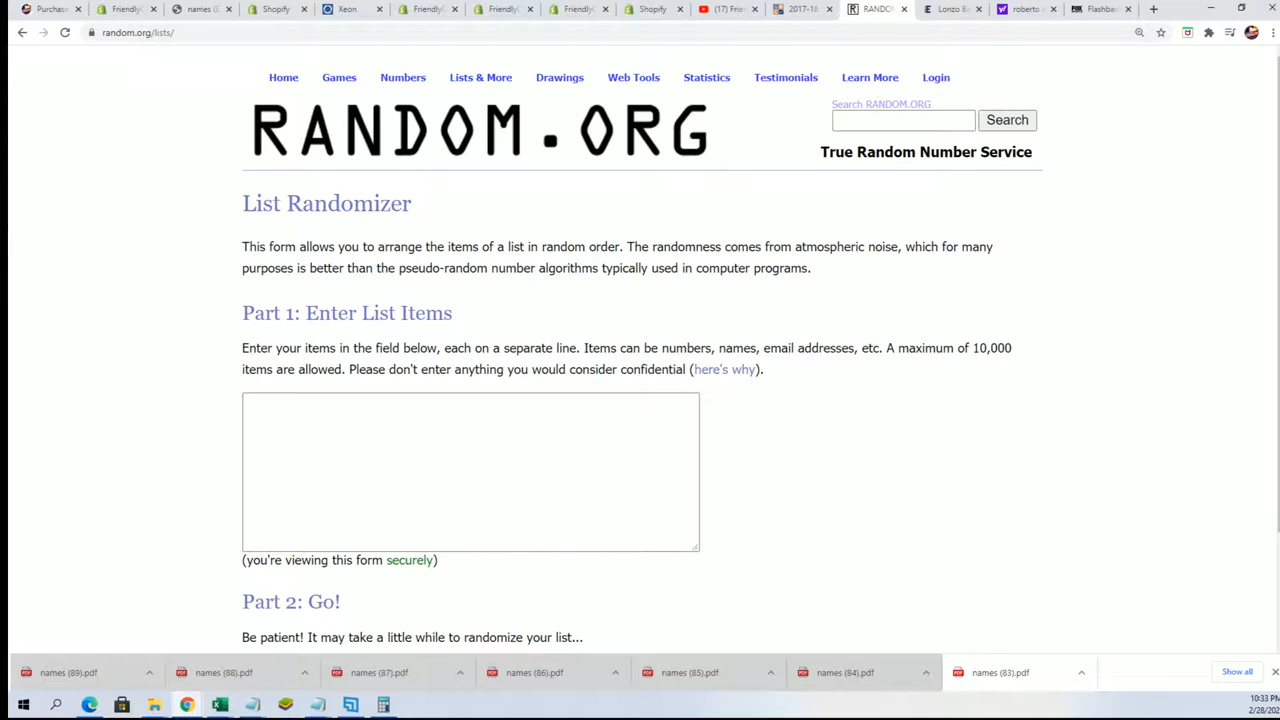 Purchase
FriendlyC
names (
Shopify
Xeon
FriendlyC
FriendlyC
FriendlyC
Shopify
(17) Frie
2017-18
RANDO
Lonzo Ba
roberto
Flashback
random.org/lists/
Home Games Numbers Lists & More Drawings Web Tools Statistics Testimonials Learn More Login
RANDOM.ORG
Search RANDOM.ORG
Search
True Random Number Service
List Randomizer
This form allows you to arrange the items of a list in random order. The randomness comes from atmospheric noise, which for many
purposes is better than the pseudo-random number algorithms typically used in computer programs.
Part 1: Enter List Items
Enter your items in the field below, each on a separate line. Items can be numbers, names, email addresses, etc. A maximum of 10,000
items are allowed. Please don't enter anything you would consider confidential (here's why).
(you're viewing this form securely)
Part 2: Go!
Be patient! It may take a little while to randomize your list...
names (89).pdf
names (88).pdf
names (87).pdf
names (86).pdf
names (85).pdf
names (84).pdf
names (83).pdf
Show all
10:33 PM
2/28/202